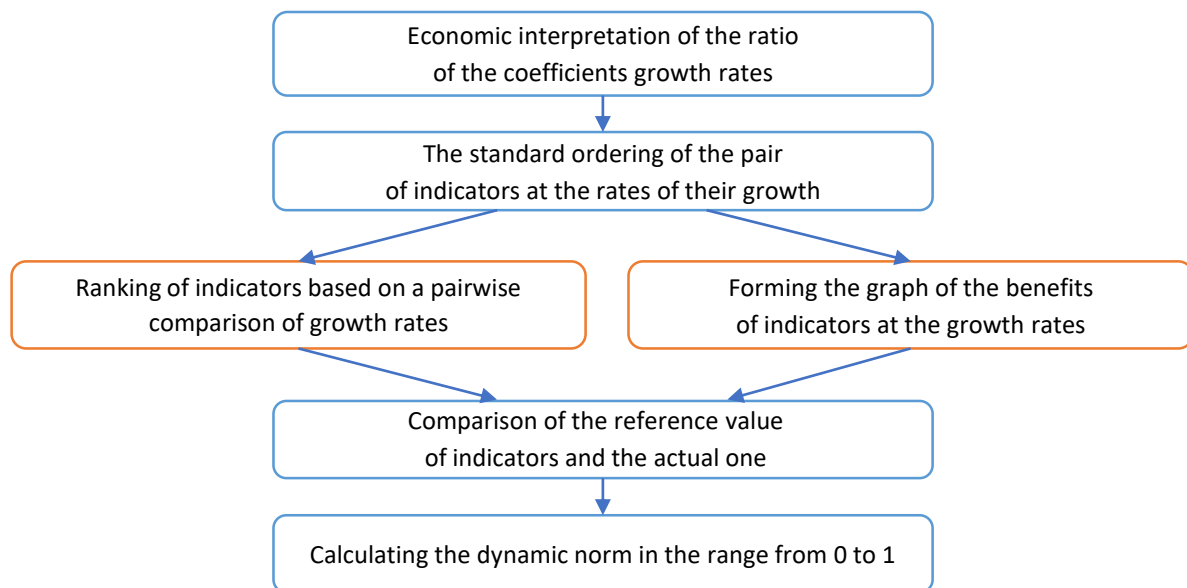 Economic interpretation of the ratio
of the coefficients growth rates
The standard ordering of the pair
of indicators at the rates of their growth
Ranking of indicators based on a pairwise
comparison of growth rates
Forming the graph of the benefits
of indicators at the growth rates
Comparison of the reference value
of indicators and the actual one
Calculating the dynamic norm in the range from 0 to 1